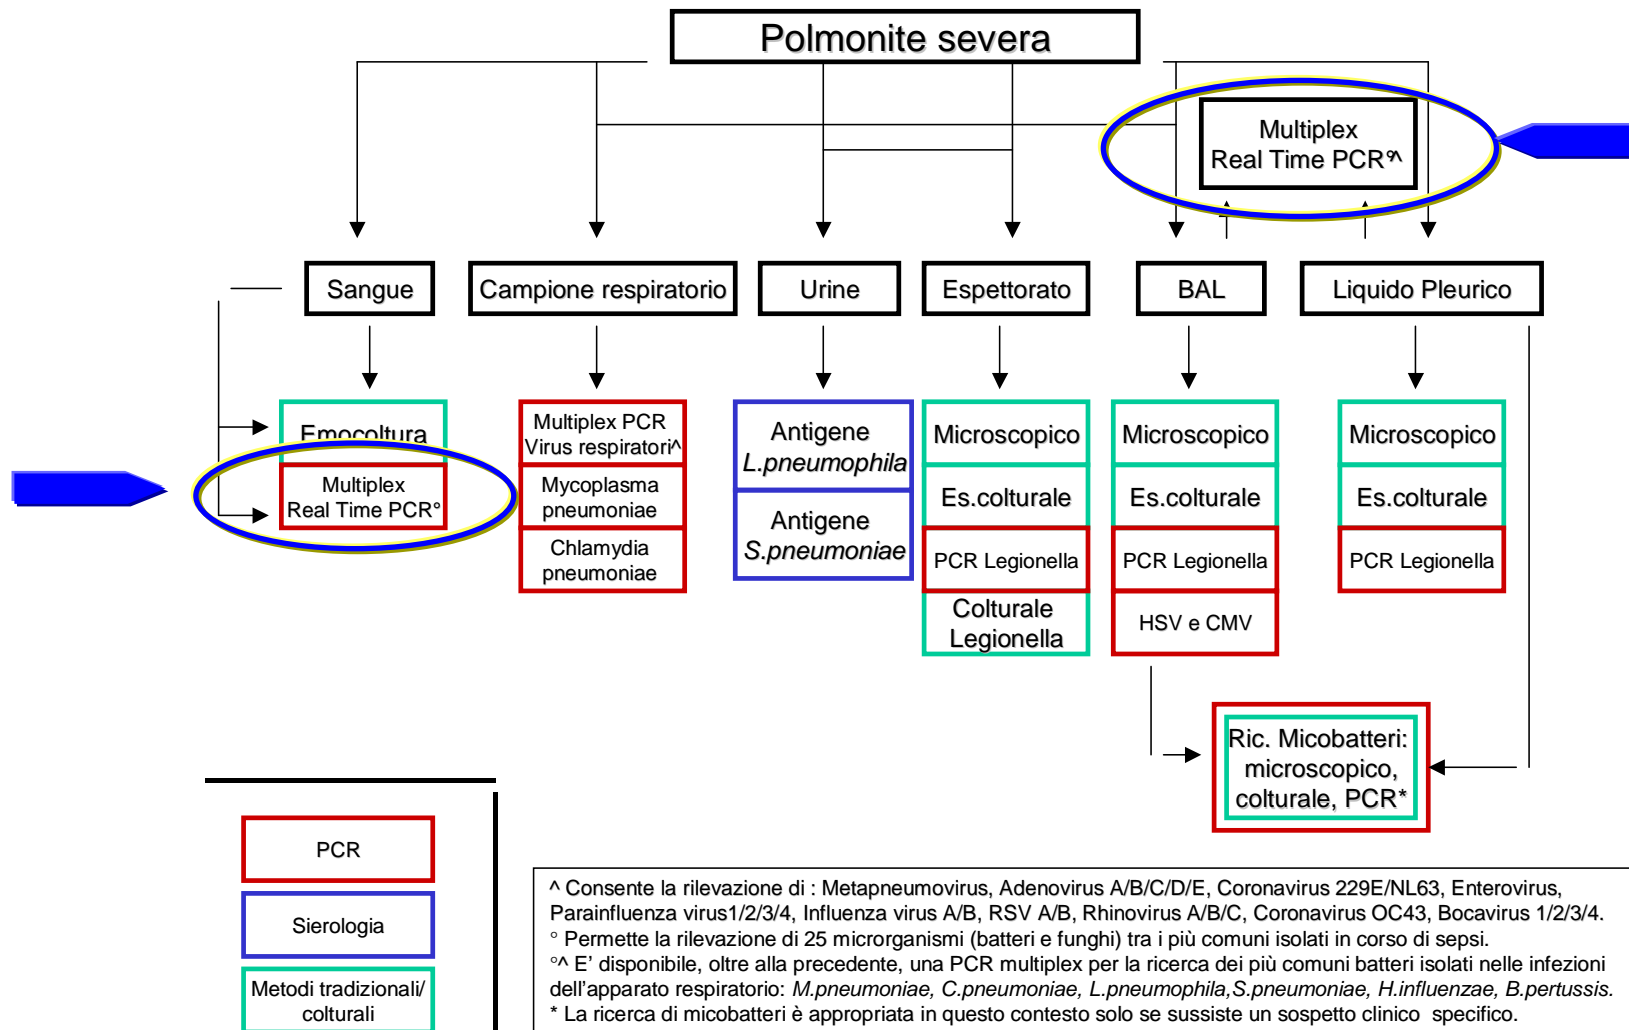 Polmonite severa
Multiplex
Real Time PCR°^
Sangue
Campione respiratorio
Urine
Espettorato
BAL
Liquido Pleurico
Emocoltura
Multiplex
Real Time PCR°
Multiplex PCR
Virus respiratori^
Mycoplasma
pneumoniae
Chlamydia
pneumoniae
Antigene
L.pneumophila
Antigene
S.pneumoniae
Microscopico
Es.colturale
PCR Legionella
Colturale
Legionella
Microscopico
Es.colturale
PCR Legionella
HSV e CMV
Microscopico
Es.colturale
PCR Legionella
Ric. Micobatteri:
microscopico,
colturale, PCR*
PCR
Sierologia
Metodi tradizionali/
colturali
^ Consente la rilevazione di : Metapneumovirus, Adenovirus A/B/C/D/E, Coronavirus 229E/NL63, Enterovirus,
Parainfluenza virus1/2/3/4, Influenza virus A/B, RSV A/B, Rhinovirus A/B/C, Coronavirus OC43, Bocavirus 1/2/3/4.
° Permette la rilevazione di 25 microrganismi (batteri e funghi) tra i più comuni isolati in corso di sepsi.
°^ E' disponibile, oltre alla precedente, una PCR multiplex per la ricerca dei più comuni batteri isolati nelle infezioni
dell'apparato respiratorio: M.pneumoniae, C.pneumoniae, L.pneumophila,S.pneumoniae, H.influenzae, B.pertussis.
* La ricerca di micobatteri è appropriata in questo contesto solo se sussiste un sospetto clinico specifico.